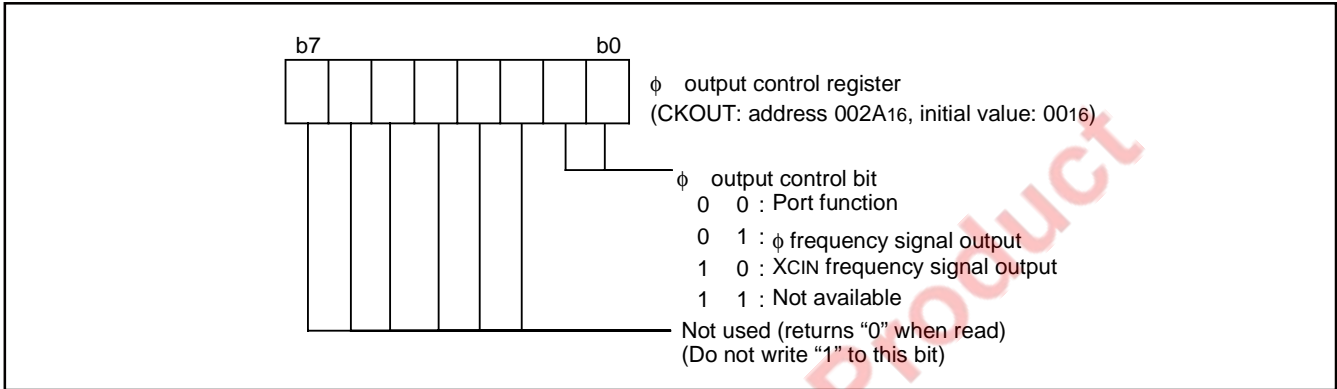 b7 b0
ϕ output control register
(CKOUT: address 002A16, initial value: 0016)
ϕ output control bit
0 0 : Port function
0 1 : ϕ frequency signal output
1 0 : XCIN frequency signal output
1 1 : Not available
Not used (returns “0” when read)
(Do not write “1” to this bit)
Product